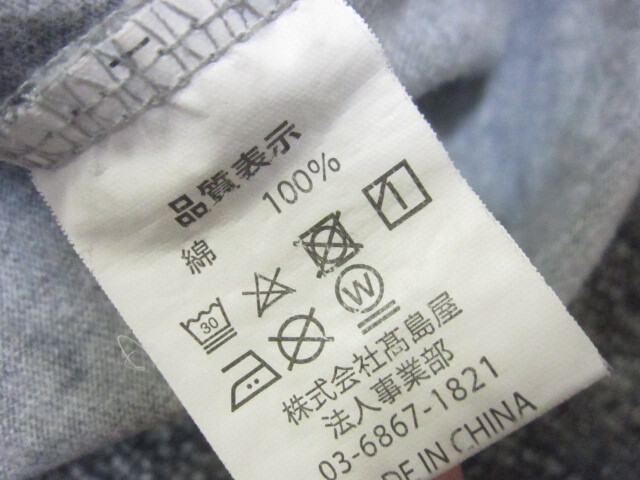 品質表示
綿 100%
30
W
株式会社髙島屋
法人事業部
03-6867-1821
DE IN CHINA